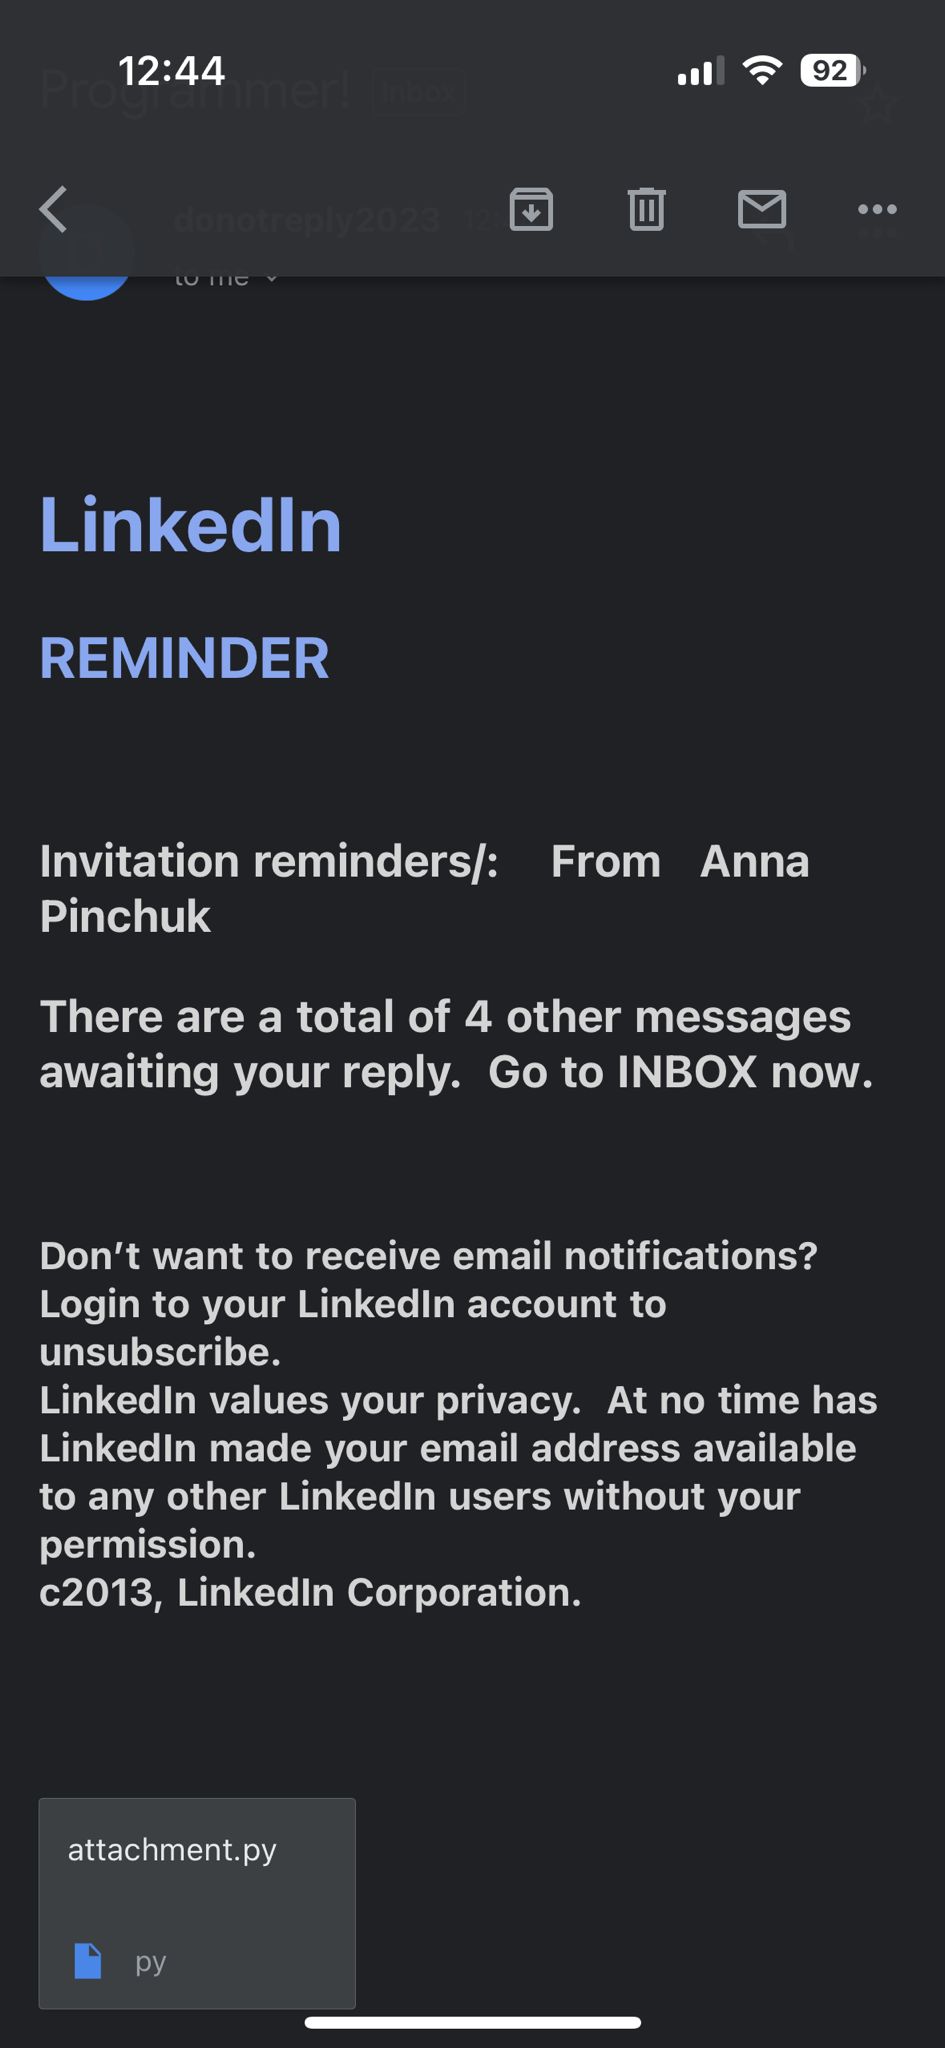 12:44
92
Programmer! Inbox
donotreply2023
to me
LinkedIn
REMINDER
Invitation reminders/: From Anna
Pinchuk
There are a total of 4 other messages
awaiting your reply. Go to INBOX now.
Don’t want to receive email notifications?
Login to your LinkedIn account to
unsubscribe.
LinkedIn values your privacy. At no time has
LinkedIn made your email address available
to any other LinkedIn users without your
permission.
c2013, LinkedIn Corporation.
attachment.py
py